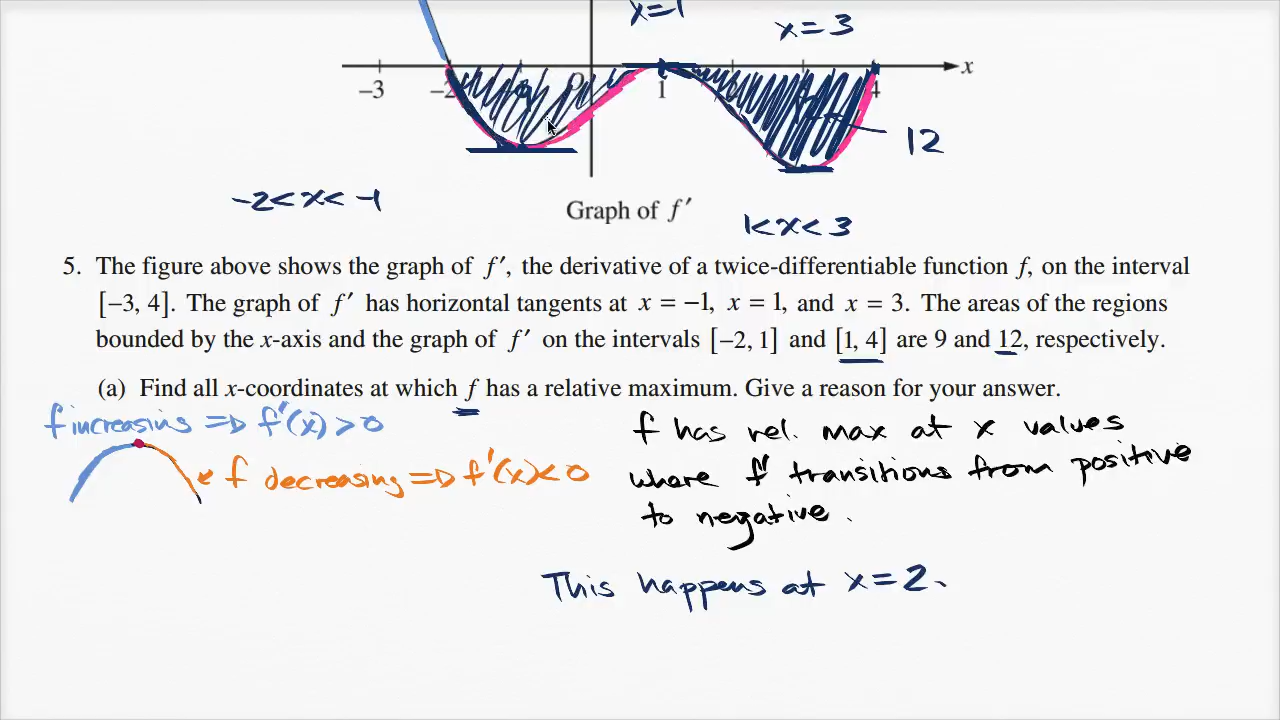 x=1
x=3
-3
-2
O
1
4
x
12
-2<x<-1
Graph of f′
1<x<3
5. The figure above shows the graph of f′, the derivative of a twice-differentiable function f, on the interval
[−3, 4]. The graph of f′ has horizontal tangents at x = −1, x = 1, and x = 3. The areas of the regions
bounded by the x-axis and the graph of f′ on the intervals [−2, 1] and [1, 4] are 9 and 12, respectively.
(a) Find all x-coordinates at which f has a relative maximum. Give a reason for your answer.
f increasing => f'(x) > 0
f decreasing => f'(x) < 0
f has rel. max at x values
where f' transitions from positive
to negative.
This happens at x=2.